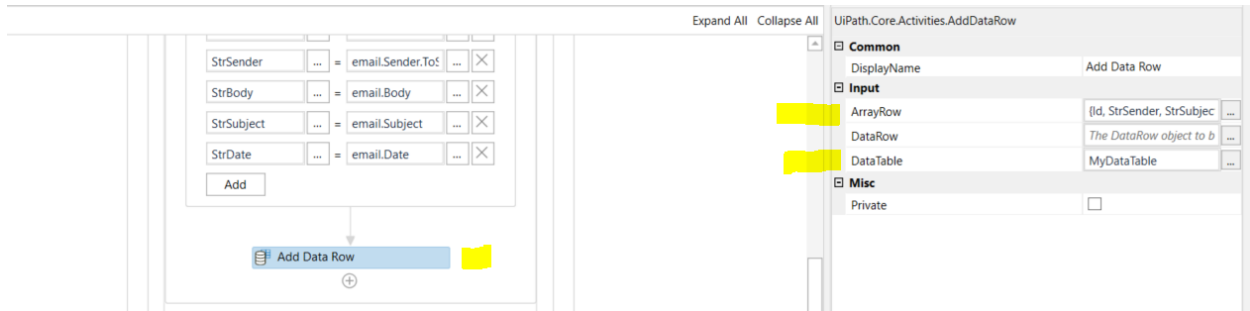 Expand All Collapse All
StrSender ... = email.Sender.ToS ...
StrBody ... = email.Body ...
StrSubject ... = email.Subject ...
StrDate ... = email.Date ...
Add
Add Data Row
UiPath.Core.Activities.AddDataRow
Common
DisplayName Add Data Row
Input
ArrayRow {Id, StrSender, StrSubjec ...
DataRow The DataRow object to b ...
DataTable MyDataTable ...
Misc
Private